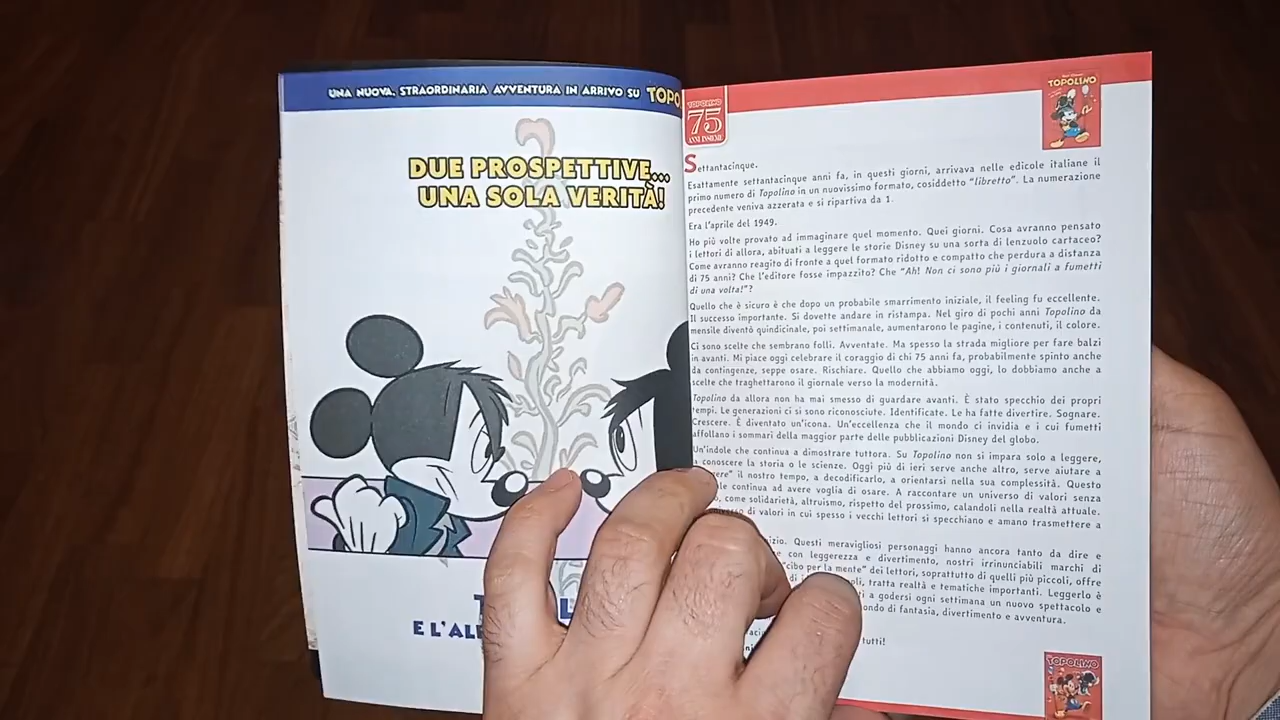 UNA NUOVA, STRAORDINARIA AVVENTURA IN ARRIVO SU TOPO
DUE PROSPETTIVE...
UNA SOLA VERITÀ!
E L'AL
TOPOLINO
75
ANNI INSIEME
TOPOLINO
Settantacinque.
Esattamente settantacinque anni fa, in questi giorni, arrivava nelle edicole italiane il
primo numero di Topolino in un nuovissimo formato, cosiddetto “libretto”. La numerazione
precedente veniva azzerata e si ripartiva da 1.
Era l'aprile del 1949.
Ho più volte provato ad immaginare quel momento. Quei giorni. Cosa avranno pensato
i lettori di allora, abituati a leggere le storie Disney su una sorta di lenzuolo cartaceo?
Come avranno reagito di fronte a quel formato ridotto e compatto che perdura a distanza
di 75 anni? Che l'editore fosse impazzito? Che “Ah! Non ci sono più i giornali a fumetti
di una volta!”?
Quello che è sicuro è che dopo un probabile smarrimento iniziale, il feeling fu eccellente.
Il successo importante. Si dovette andare in ristampa. Nel giro di pochi anni Topolino da
mensile diventò quindicinale, poi settimanale, aumentarono le pagine, i contenuti, il colore.
Ci sono scelte che sembrano folli. Avventate. Ma spesso la strada migliore per fare balzi
in avanti. Mi piace oggi celebrare il coraggio di chi 75 anni fa, probabilmente spinto anche
da contingenze, seppe osare. Rischiare. Quello che abbiamo oggi, lo dobbiamo anche a
scelte che traghettarono il giornale verso la modernità.
Topolino da allora non ha mai smesso di guardare avanti. È stato specchio dei propri
tempi. Le generazioni ci si sono riconosciute. Identificate. Le ha fatte divertire. Sognare.
Crescere. È diventato un'icona. Un'eccellenza che il mondo ci invidia e i cui fumetti
affollano i sommari della maggior parte delle pubblicazioni Disney del globo.
Un'indole che continua a dimostrare tuttora. Su Topolino non si impara solo a leggere,
a conoscere la storia o le scienze. Oggi più di ieri serve anche altro, serve aiutare a
ere” il nostro tempo, a decodificarlo, a orientarsi nella sua complessità. Questo
le continua ad avere voglia di osare. A raccontare un universo di valori senza
o, come solidarietà, altruismo, rispetto del prossimo, calandoli nella realtà attuale.
verso di valori in cui spesso i vecchi lettori si specchiano e amano trasmettere a
izio. Questi meravigliosi personaggi hanno ancora tanto da dire e
e con leggerezza e divertimento, nostri irrinunciabili marchi di
“cibo per la mente” dei lettori, soprattutto di quelli più piccoli, offre
oli, tratta realtà e tematiche importanti. Leggerlo è
ti a godersi ogni settimana un nuovo spettacolo e
ondo di fantasia, divertimento e avventura.
tutti!
TOPOLINO